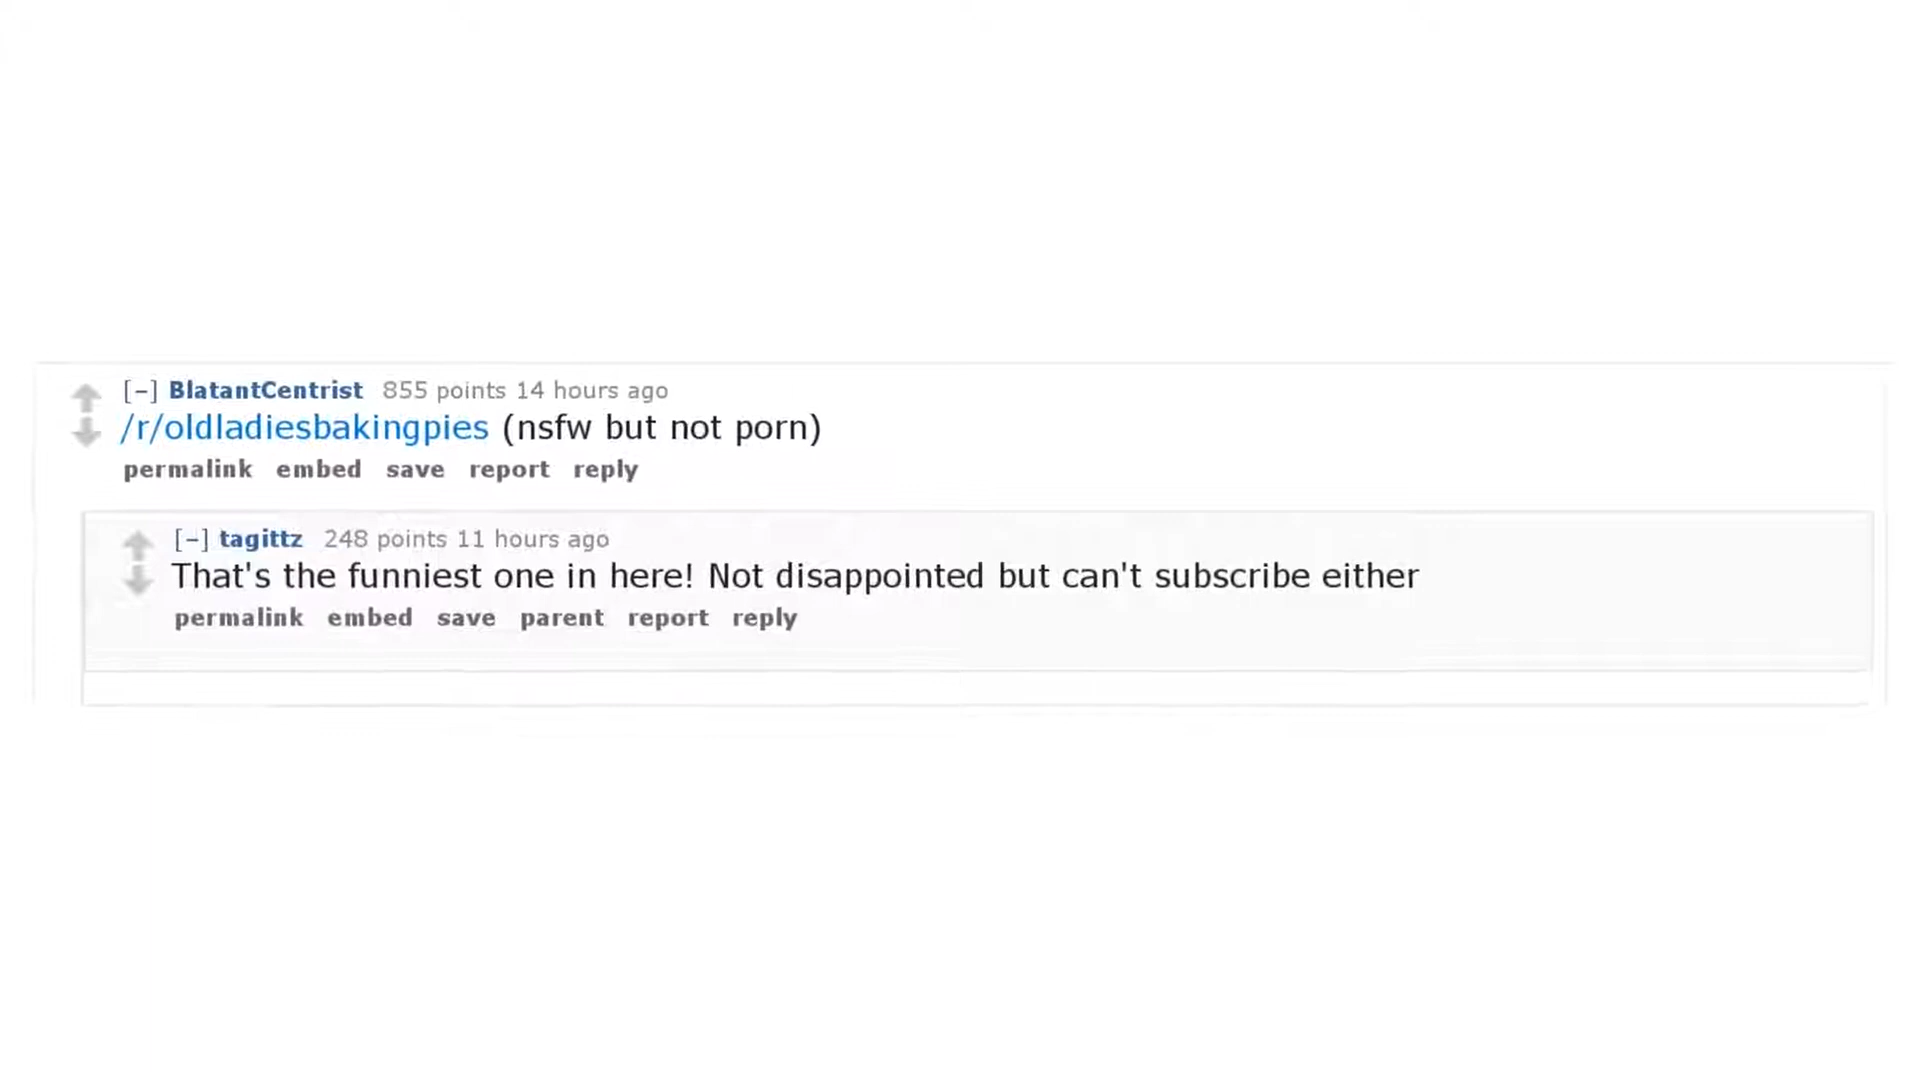 [-] BlatantCentrist 855 points 14 hours ago
/r/oldladiesbakingpies (nsfw but not porn)
permalink embed save report reply
[-] tagittz 248 points 11 hours ago
That's the funniest one in here! Not disappointed but can't subscribe either
permalink embed save parent report reply